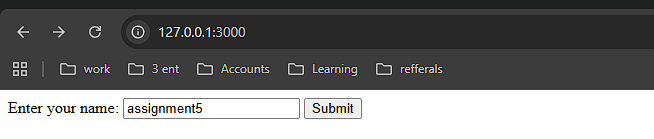 127.0.0.1:3000
work 3 ent Accounts Learning refferals
Enter your name: assignment5 Submit